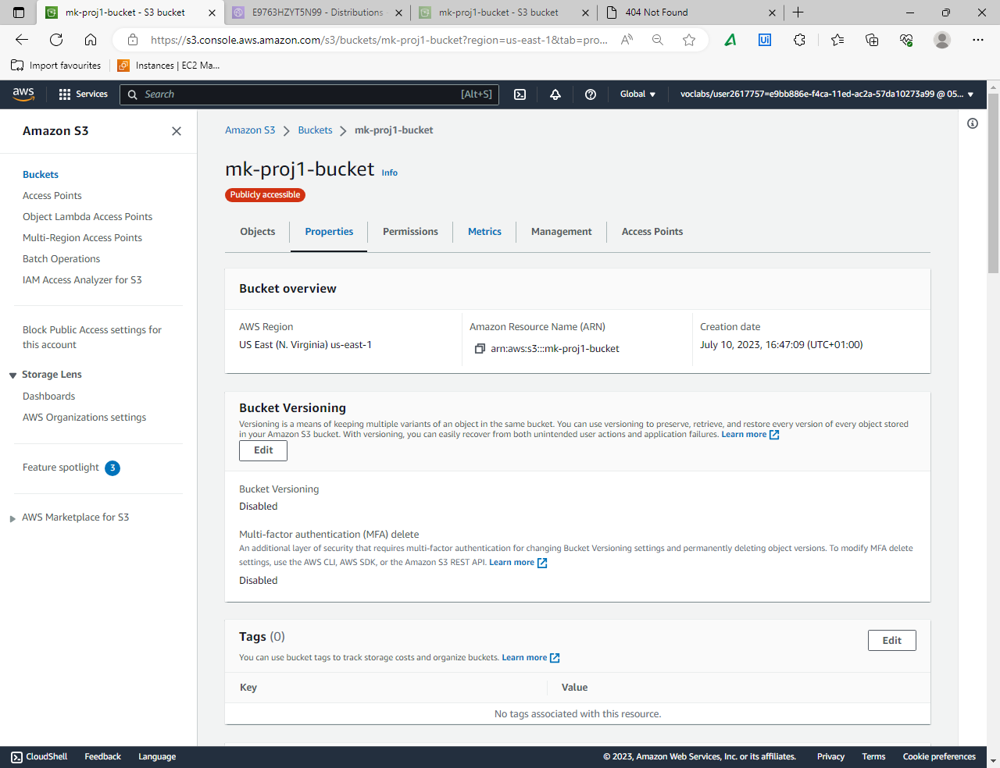 mk-proj1-bucket - S3 bucket
E9763HZYT5N99 - Distributions
mk-proj1-bucket - S3 bucket
404 Not Found
https://s3.console.aws.amazon.com/s3/buckets/mk-proj1-bucket?region=us-east-1&tab=pro...
Import favourites
Instances | EC2 Ma...
aws
Services
Search
[Alt+S]
Global
voclabs/user2617757=e9bb886e-f4ca-11ed-ac2a-57da10273a99 @ 05...
Amazon S3
Buckets
Access Points
Object Lambda Access Points
Multi-Region Access Points
Batch Operations
IAM Access Analyzer for S3
Block Public Access settings for
this account
Storage Lens
Dashboards
AWS Organizations settings
Feature spotlight 3
AWS Marketplace for S3
Amazon S3 > Buckets > mk-proj1-bucket
mk-proj1-bucket Info
Publicly accessible
Objects
Properties
Permissions
Metrics
Management
Access Points
Bucket overview
AWS Region
US East (N. Virginia) us-east-1
Amazon Resource Name (ARN)
arn:aws:s3:::mk-proj1-bucket
Creation date
July 10, 2023, 16:47:09 (UTC+01:00)
Bucket Versioning
Versioning is a means of keeping multiple variants of an object in the same bucket. You can use versioning to preserve, retrieve, and restore every version of every object stored
in your Amazon S3 bucket. With versioning, you can easily recover from both unintended user actions and application failures. Learn more
Edit
Bucket Versioning
Disabled
Multi-factor authentication (MFA) delete
An additional layer of security that requires multi-factor authentication for changing Bucket Versioning settings and permanently deleting object versions. To modify MFA delete
settings, use the AWS CLI, AWS SDK, or the Amazon S3 REST API. Learn more
Disabled
Tags (0)
Edit
You can use bucket tags to track storage costs and organize buckets. Learn more
Key
Value
No tags associated with this resource.
CloudShell
Feedback
Language
© 2023, Amazon Web Services, Inc. or its affiliates.
Privacy
Terms
Cookie preferences